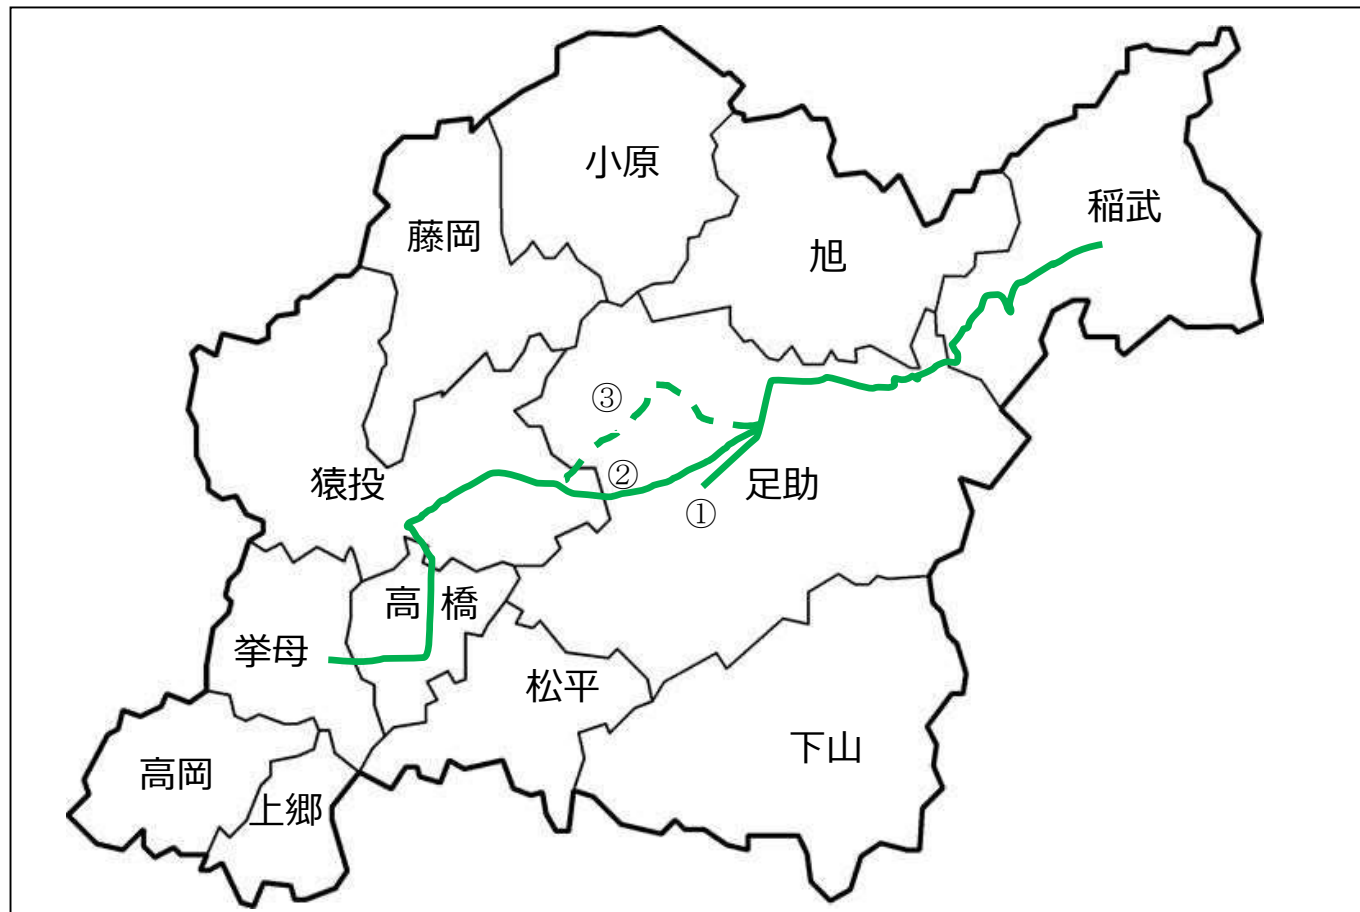 小原
稲武
藤岡
旭
③
②
猿投
足助
①
高橋
挙母
松平
下山
高岡
上郷